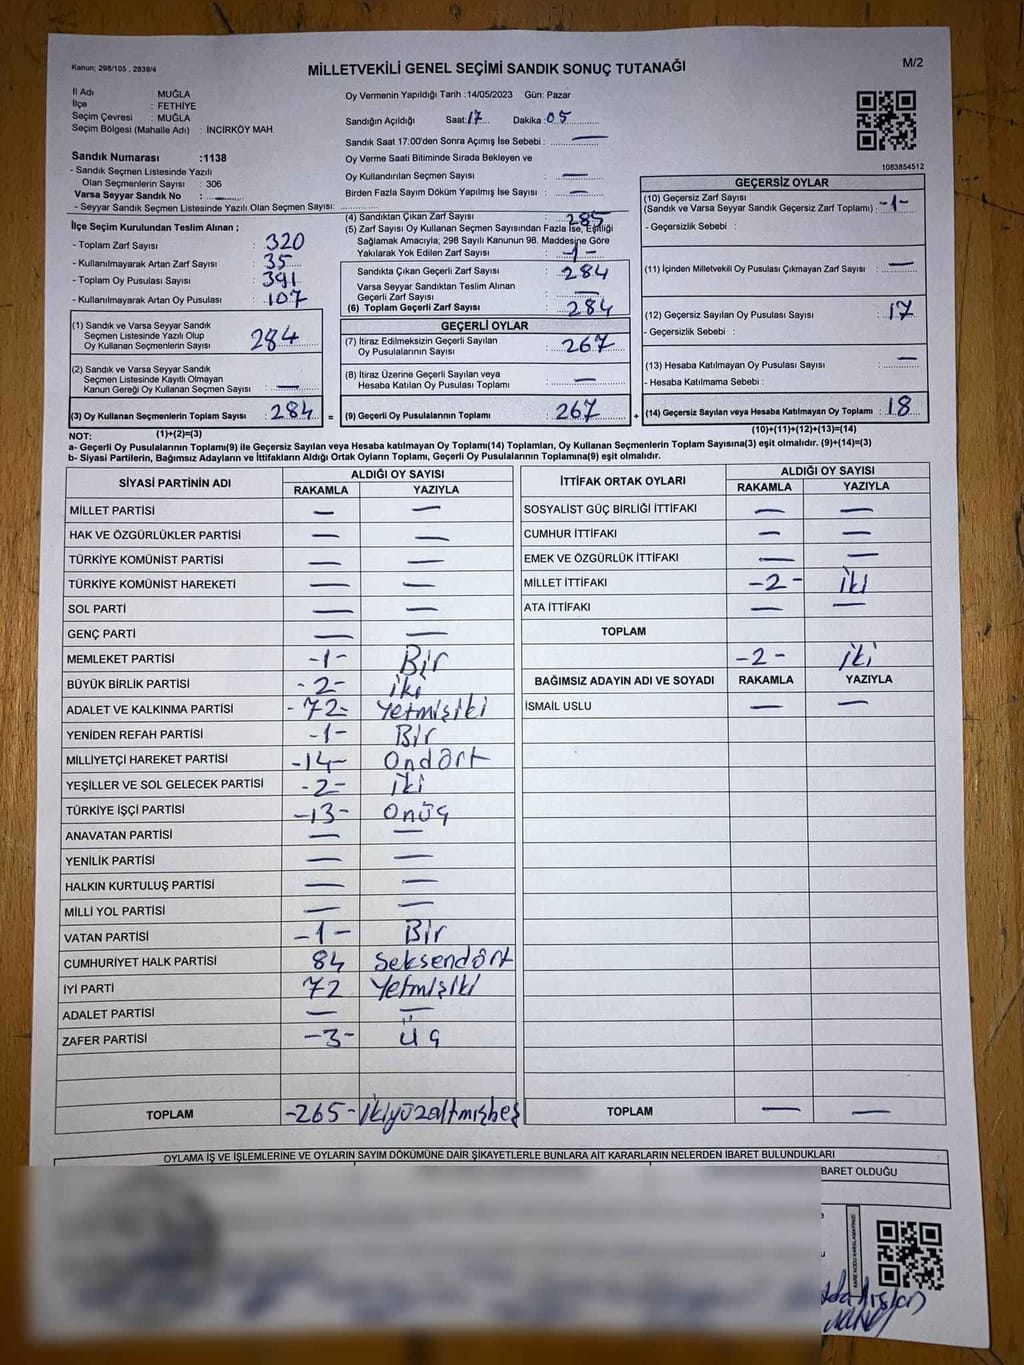 Kanun; 298/105 , 2839/4
MİLLETVEKİLİ GENEL SEÇİMİ SANDIK SONUÇ TUTANAĞI
M/2
İl Adı : MUĞLA
İlçe : FETHİYE
Seçim Çevresi : MUĞLA
Seçim Bölgesi (Mahalle Adı) : İNCİRKÖY MAH.
Sandık Numarası :1138
- Sandık Seçmen Listesinde Yazılı
Olan Seçmenlerin Sayısı : 306
Varsa Seyyar Sandık No : —
- Seyyar Sandık Seçmen Listesinde Yazılı Olan Seçmen Sayısı:
Oy Vermenin Yapıldığı Tarih :14/05/2023 Gün: Pazar
Sandığın Açıldığı Saat:17 Dakika:05
Sandık Saat 17:00'den Sonra Açımış İse Sebebi : —
Oy Verme Saati Bitiminde Sırada Bekleyen ve
Oy Kullandırılan Seçmen Sayısı : —
Birden Fazla Sayım Döküm Yapılmış İse Sayısı : —
1083854512
İlçe Seçim Kurulundan Teslim Alınan ;
- Toplam Zarf Sayısı : 320
- Kullanılmayarak Artan Zarf Sayısı : 35
- Toplam Oy Pusulası Sayısı : 391
- Kullanılmayarak Artan Oy Pusulası : 107
(1) Sandık ve Varsa Seyyar Sandık
Seçmen Listesinde Yazılı Olup
Oy Kullanan Seçmenlerin Sayısı : 284
(2) Sandık ve Varsa Seyyar Sandık
Seçmen Listesinde Kayıtlı Olmayan
Kanun Gereği Oy Kullanan Seçmen Sayısı : —
(3) Oy Kullanan Seçmenlerin Toplam Sayısı : 284 =
(4) Sandıktan Çıkan Zarf Sayısı : 285
(5) Zarf Sayısı Oy Kullanan Seçmen Sayısından Fazla İse, Eşitliği
Sağlamak Amacıyla; 298 Sayılı Kanunun 98. Maddesine Göre
Yakılarak Yok Edilen Zarf Sayısı : -1-
Sandıkta Çıkan Geçerli Zarf Sayısı : 284
Varsa Seyyar Sandıktan Teslim Alınan
Geçerli Zarf Sayısı : —
(6) Toplam Geçerli Zarf Sayısı : 284
GEÇERLİ OYLAR
(7) İtiraz Edilmeksizin Geçerli Sayılan
Oy Pusulalarının Sayısı : 267
(8) İtiraz Üzerine Geçerli Sayılan veya
Hesaba Katılan Oy Pusulası Toplamı : —
(9) Geçerli Oy Pusulalarının Toplamı : 267 +
GEÇERSİZ OYLAR
(10) Geçersiz Zarf Sayısı
(Sandık ve Varsa Seyyar Sandık Geçersiz Zarf Toplamı) : -1-
- Geçersizlik Sebebi :
(11) İçinden Milletvekili Oy Pusulası Çıkmayan Zarf Sayısı : —
(12) Geçersiz Sayılan Oy Pusulası Sayısı : 17
- Geçersizlik Sebebi :
(13) Hesaba Katılmayan Oy Pusulası Sayısı : —
- Hesaba Katılmama Sebebi :
(14) Geçersiz Sayılan veya Hesaba Katılmayan Oy Toplamı : 18
NOT: (1)+(2)=(3)
(10)+(11)+(12)+(13)=(14)
a- Geçerli Oy Pusulalarının Toplamı(9) ile Geçersiz Sayılan veya Hesaba katılmayan Oy Toplamı(14) Toplamları, Oy Kullanan Seçmenlerin Toplam Sayısına(3) eşit olmalıdır. (9)+(14)=(3)
b- Siyasi Partilerin, Bağımsız Adayların ve İttifakların Aldığı Ortak Oyların Toplamı, Geçerli Oy Pusulalarının Toplamına(9) eşit olmalıdır.
SİYASİ PARTİNİN ADI
ALDIĞI OY SAYISI
RAKAMLA YAZIYLA
MİLLET PARTİSİ — —
HAK VE ÖZGÜRLÜKLER PARTİSİ — —
TÜRKİYE KOMÜNİST PARTİSİ — —
TÜRKİYE KOMÜNİST HAREKETİ — —
SOL PARTİ — —
GENÇ PARTİ — —
MEMLEKET PARTİSİ -1- Bir
BÜYÜK BİRLİK PARTİSİ -2- iki
ADALET VE KALKINMA PARTİSİ -72- Yetmişiki
YENİDEN REFAH PARTİSİ -1- Bir
MİLLİYETÇİ HAREKET PARTİSİ -14- Ondört
YEŞİLLER VE SOL GELECEK PARTİSİ -2- iki
TÜRKİYE İŞÇİ PARTİSİ -13- Onüç
ANAVATAN PARTİSİ — —
YENİLİK PARTİSİ — —
HALKIN KURTULUŞ PARTİSİ — —
MİLLİ YOL PARTİSİ — —
VATAN PARTİSİ -1- Bir
CUMHURİYET HALK PARTİSİ 84 Seksendört
İYİ PARTİ 72 Yetmişiki
ADALET PARTİSİ — —
ZAFER PARTİSİ -3- Üç
TOPLAM -265- İkiyüzaltmışbeş
İTTİFAK ORTAK OYLARI
ALDIĞI OY SAYISI
RAKAMLA YAZIYLA
SOSYALİST GÜÇ BİRLİĞİ İTTİFAKI — —
CUMHUR İTTİFAKI — —
EMEK VE ÖZGÜRLÜK İTTİFAKI — —
MİLLET İTTİFAKI -2- iki
ATA İTTİFAKI — —
TOPLAM
-2- iki
BAĞIMSIZ ADAYIN ADI VE SOYADI RAKAMLA YAZIYLA
İSMAİL USLU — —
TOPLAM — —
OYLAMA İŞ VE İŞLEMLERİNE VE OYLARIN SAYIM DÖKÜMÜNE DAİR ŞİKAYETLERLE BUNLARA AİT KARARLARIN NELERDEN İBARET BULUNDUKLARI
BARET OLDUĞU